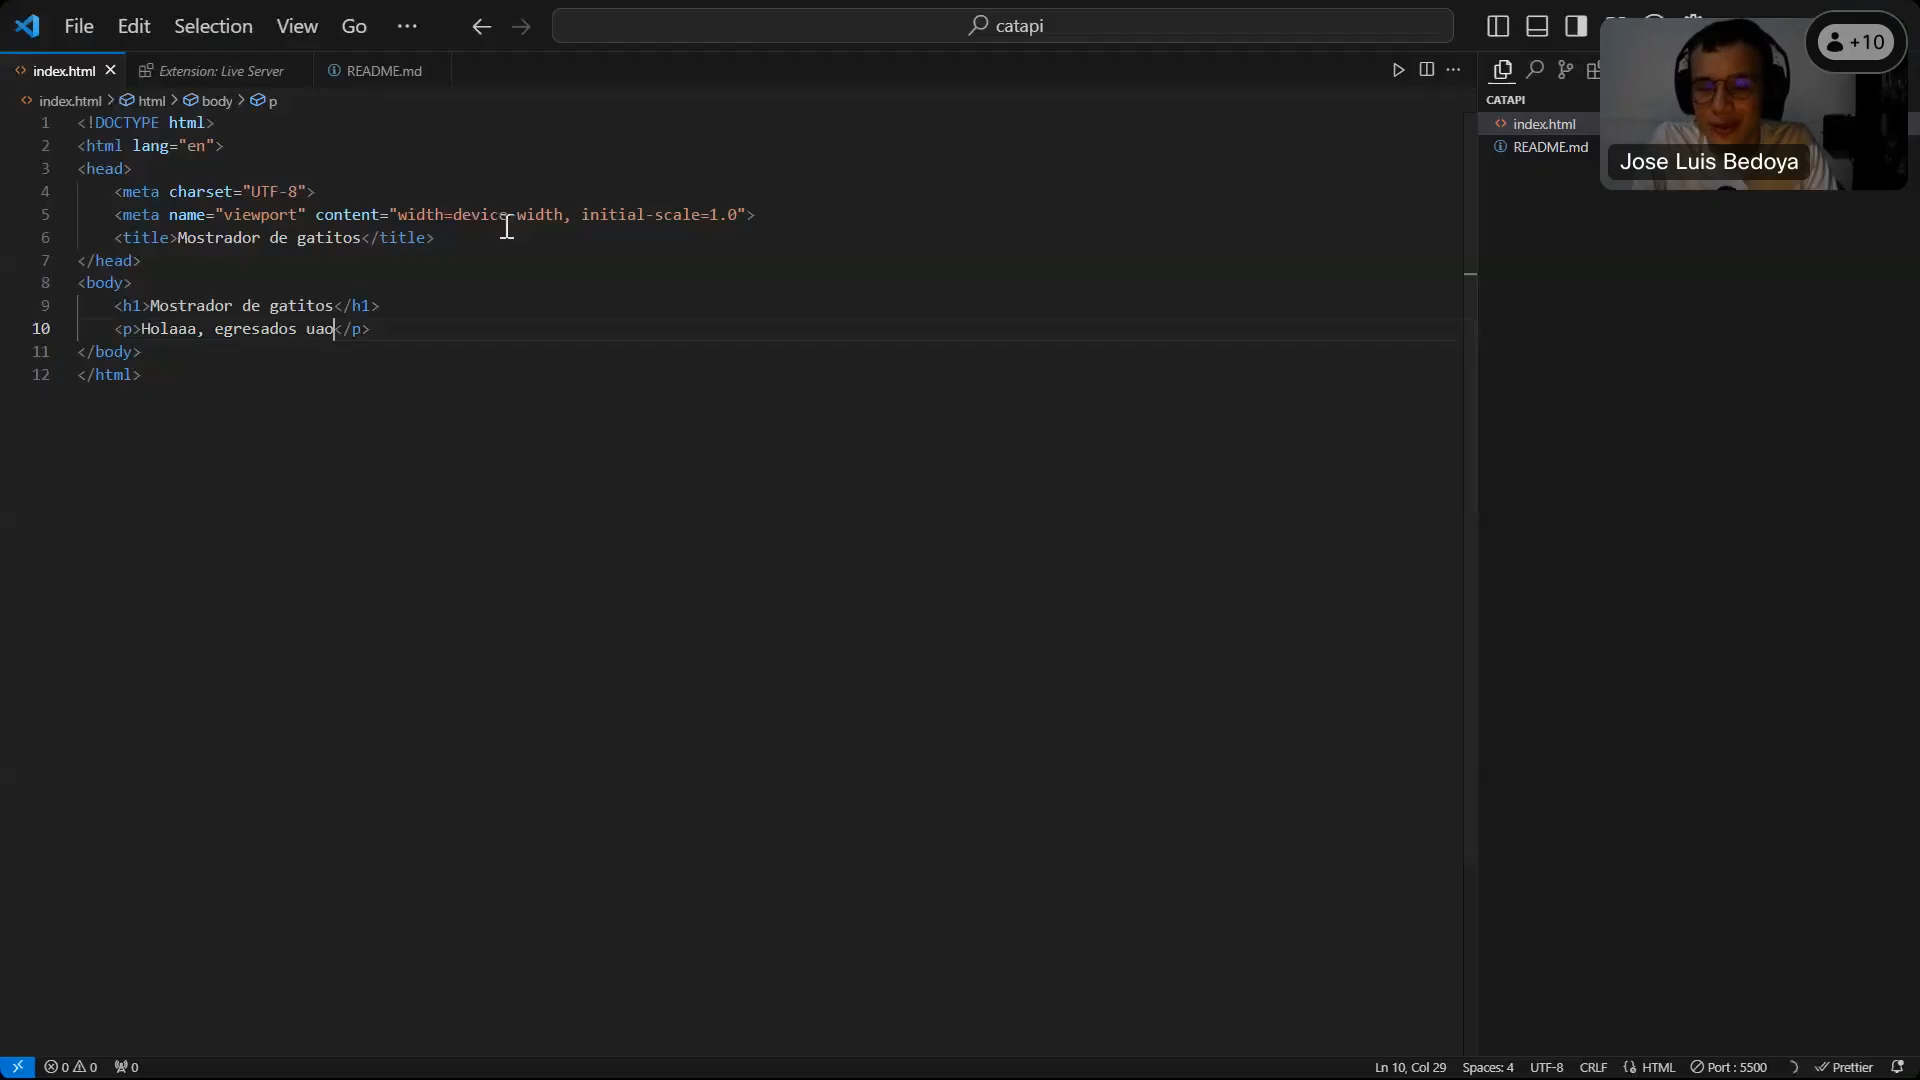 File Edit Selection View Go ··· catapi +10
index.html Extension: Live Server README.md
index.html > html > body > p
CATAPI
index.html
README.md
Jose Luis Bedoya
1 <!DOCTYPE html>
2 <html lang="en">
3 <head>
4 <meta charset="UTF-8">
5 <meta name="viewport" content="width=device-width, initial-scale=1.0">
6 <title>Mostrador de gatitos</title>
7 </head>
8 <body>
9 <h1>Mostrador de gatitos</h1>
10 <p>Holaaa, egresados uao</p>
11 </body>
12 </html>
0 0 0 Ln 10, Col 29 Spaces: 4 UTF-8 CRLF {} HTML Port : 5500 Prettier